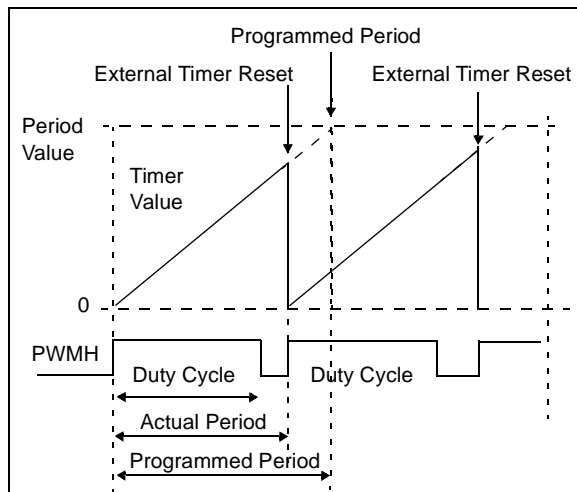 Programmed Period
External Timer Reset
External Timer Reset
Period
Value
Timer
Value
0
PWMH
Duty Cycle
Duty Cycle
Actual Period
Programmed Period